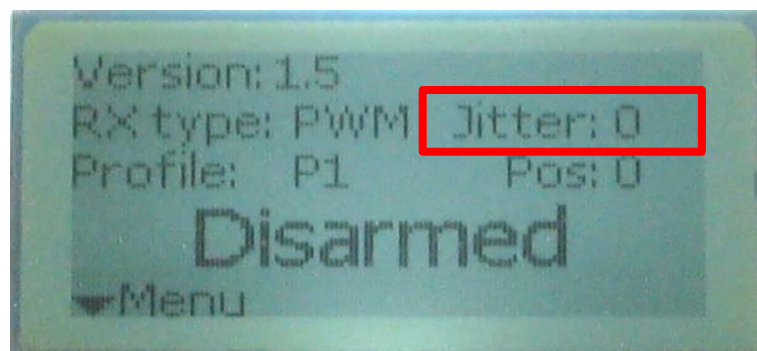 Version: 1.5
RX type: PWM Jitter: 0
Profile: P1 Pos: 0
Disarmed
Menu